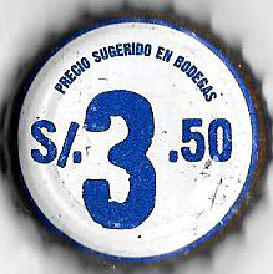 PRECIO SUGERIDO EN BODEGAS
S/. 3.50